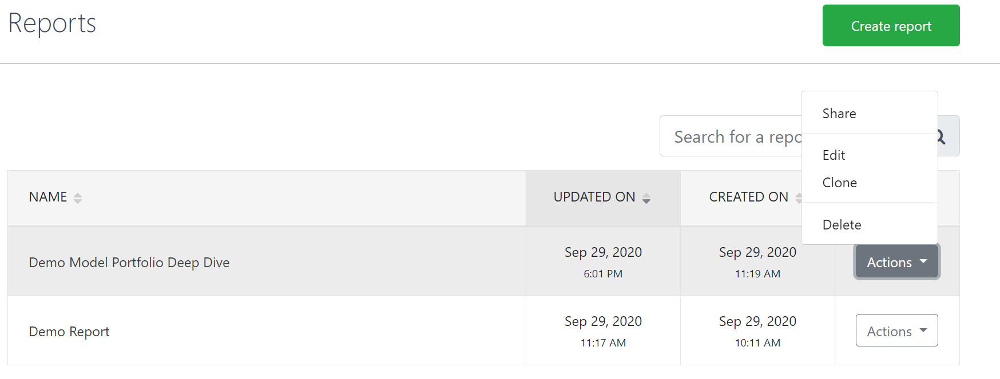 Reports
Create report
Share
Search for a repo
Edit
Clone
NAME
UPDATED ON
CREATED ON
Delete
Demo Model Portfolio Deep Dive
Sep 29, 2020
6:01 PM
Sep 29, 2020
11:19 AM
Actions
Demo Report
Sep 29, 2020
11:17 AM
Sep 29, 2020
10:11 AM
Actions